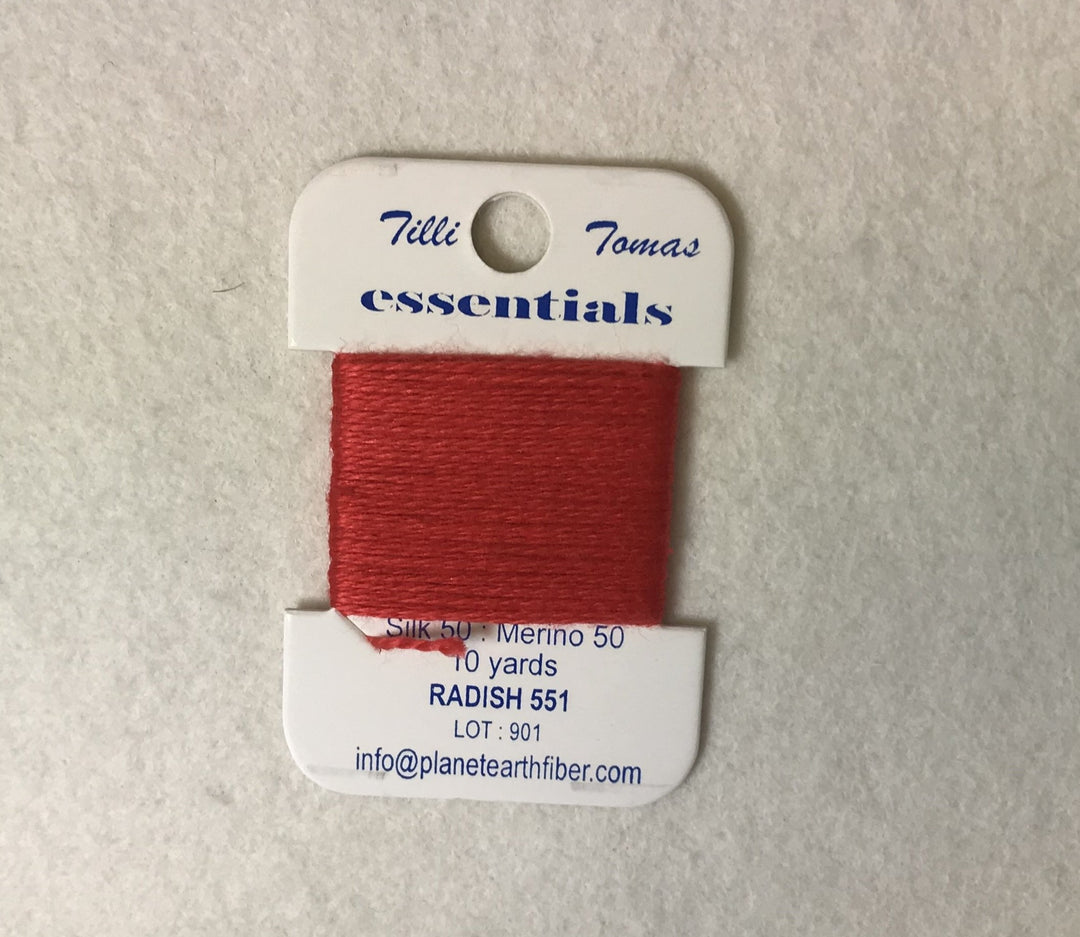 Tilli Tomas
essentials
Silk 50 : Merino 50
10 yards
RADISH 551
LOT : 901
info@planetearthfiber.com